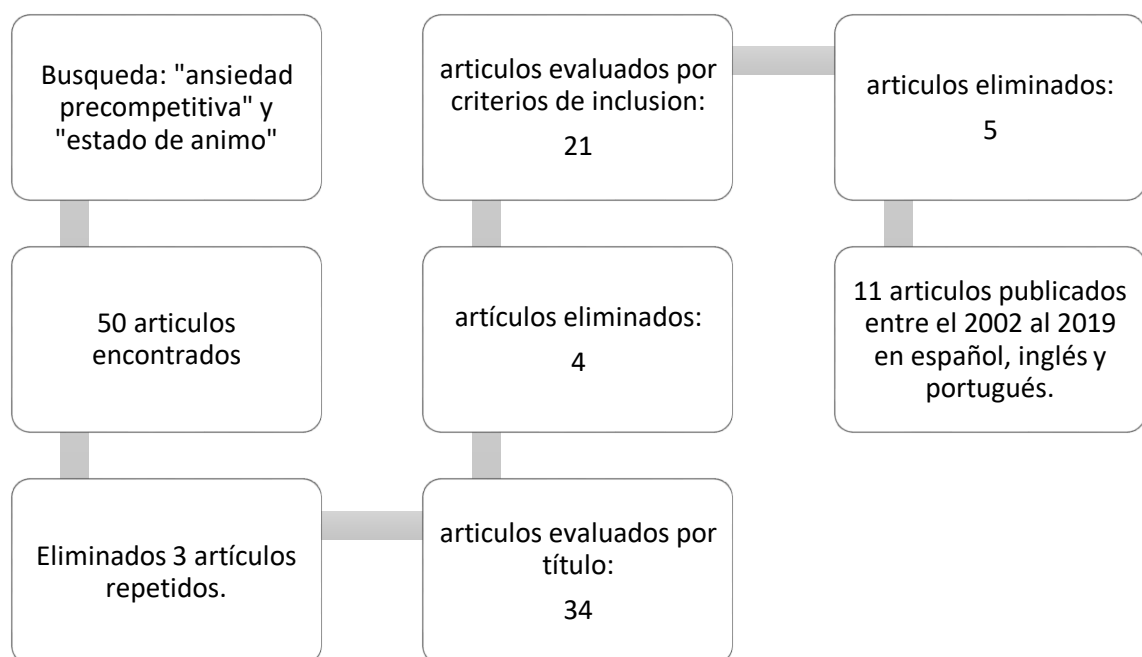 Busqueda: "ansiedad
precompetitiva" y
"estado de animo"
50 articulos
encontrados
Eliminados 3 artículos
repetidos.
articulos evaluados por
título:
34
artículos eliminados:
4
articulos evaluados por
criterios de inclusion:
21
articulos eliminados:
5
11 articulos publicados
entre el 2002 al 2019
en español, inglés y
portugués.